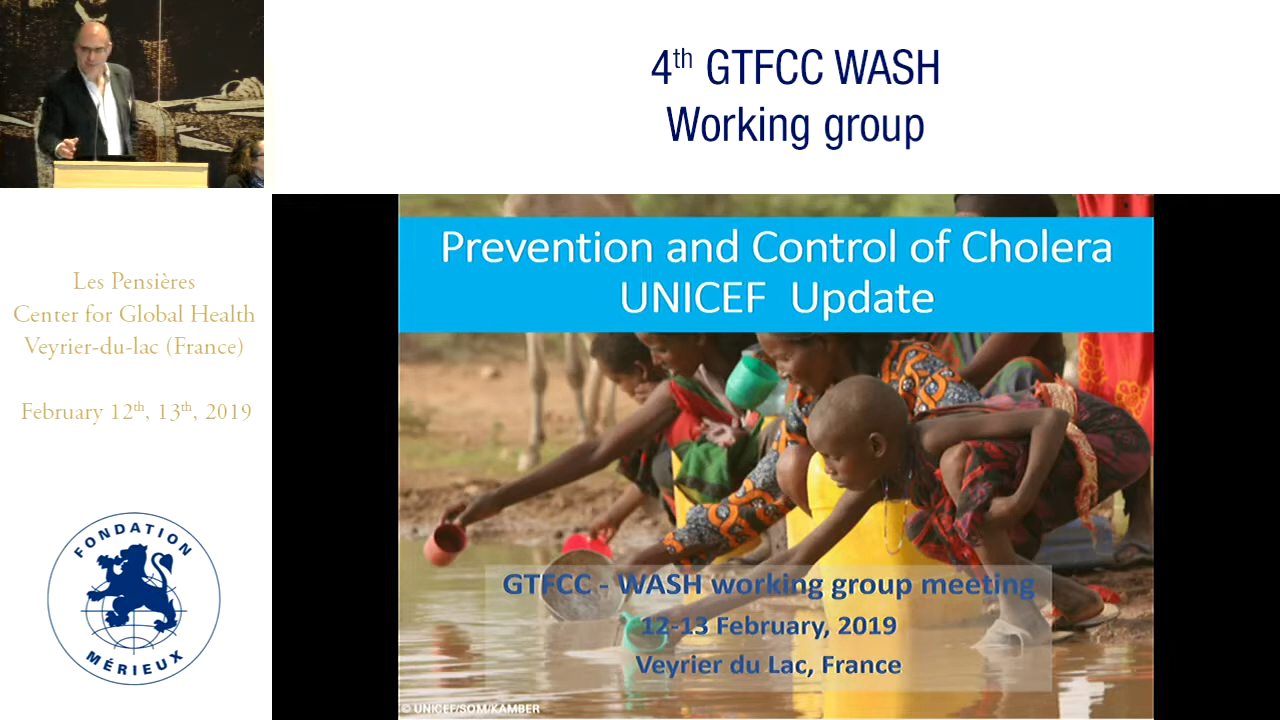 4th GTFCC WASH
Working group
Les Pensières
Center for Global Health
Veyrier-du-lac (France)
February 12th, 13th, 2019
FONDATION
MÉRIEUX
Prevention and Control of Cholera
UNICEF Update
GTFCC - WASH working group meeting
12-13 February, 2019
Veyrier du Lac, France
© UNICEF/SOM/KAMBER